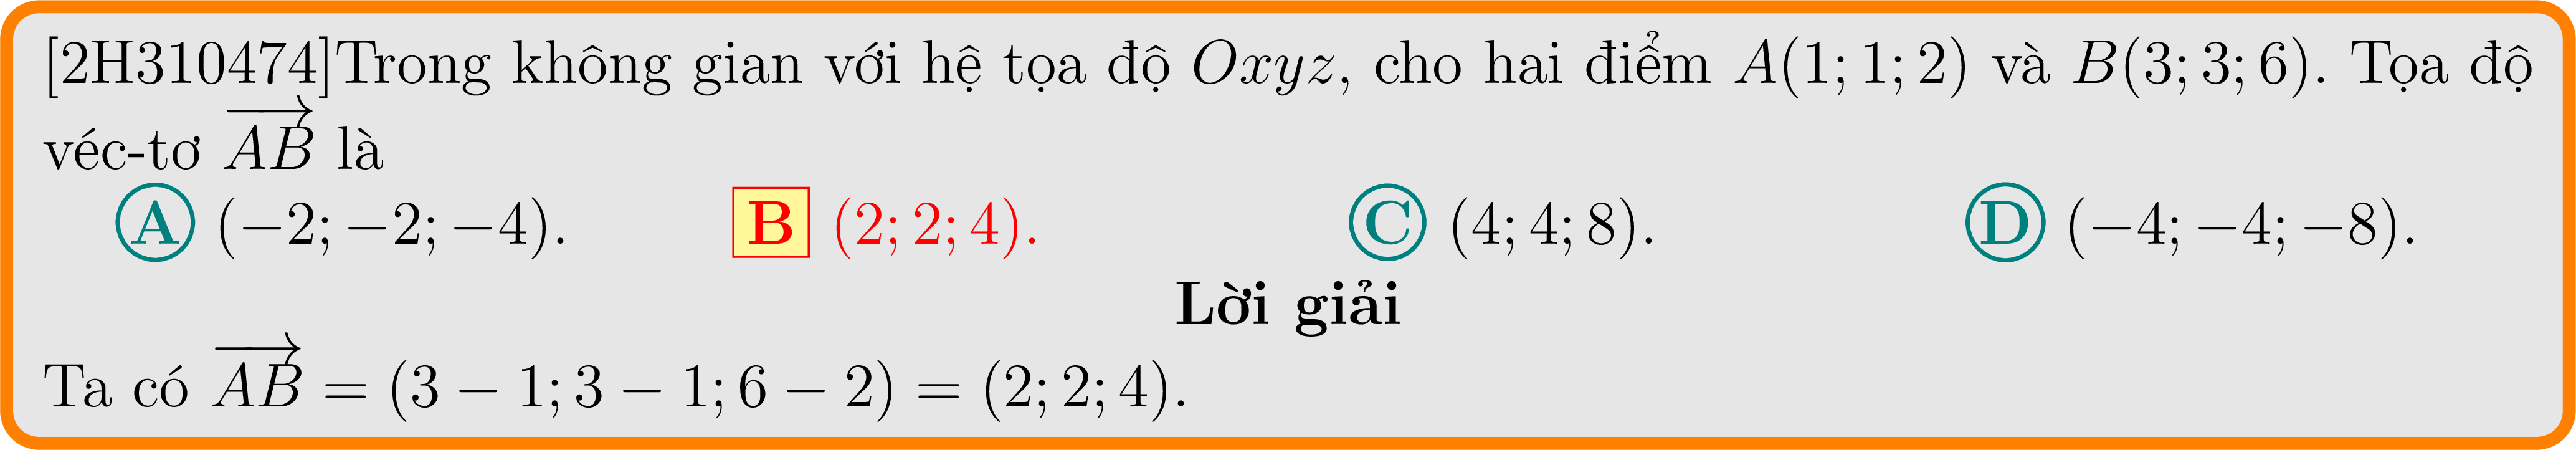 [2H310474]Trong không gian với hệ tọa độ Oxyz, cho hai điểm A(1; 1; 2) và B(3; 3; 6). Tọa độ
véc-tơ $\overrightarrow{AB}$ là
A (−2; −2; −4). B (2; 2; 4). C (4; 4; 8). D (−4; −4; −8).
Lời giải
Ta có $\overrightarrow{AB}$ = (3 − 1; 3 − 1; 6 − 2) = (2; 2; 4).